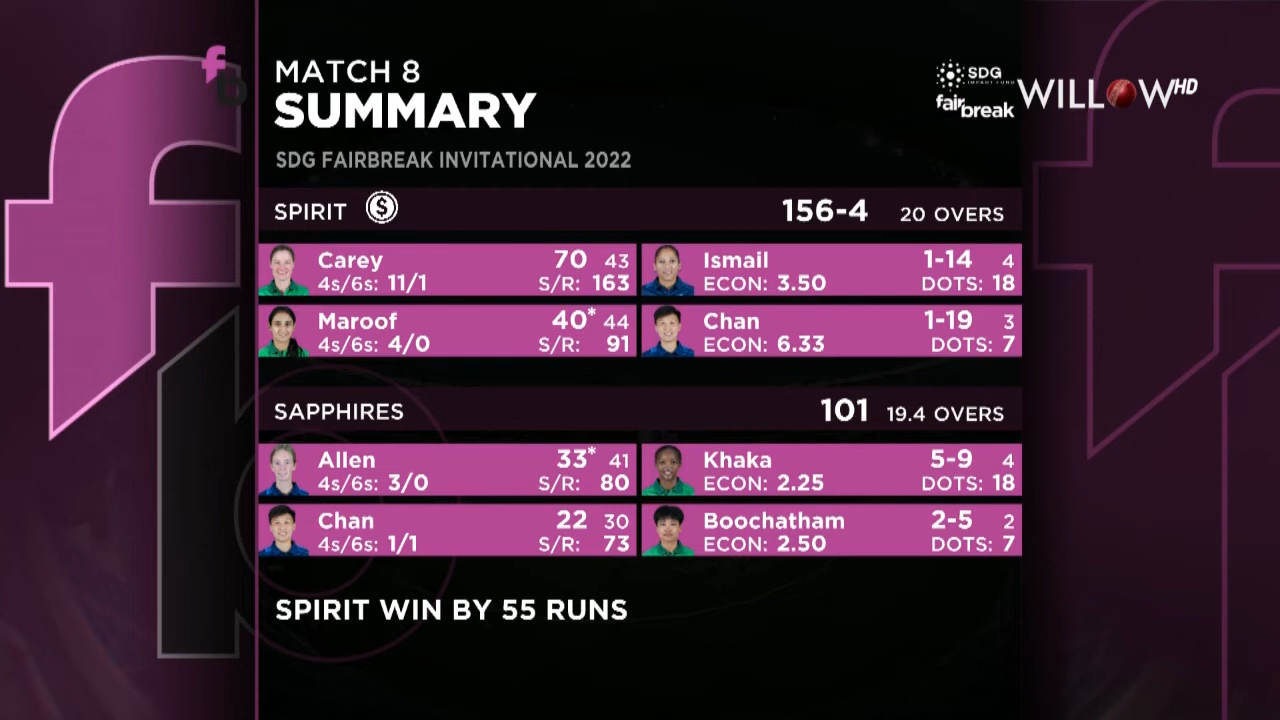 MATCH 8
SUMMARY
SDG FAIRBREAK INVITATIONAL 2022
SDG
fair
break
WILLOW HD
SPIRIT $ 156-4 20 OVERS
Carey 70 43 Ismail 1-14 4
4s/6s: 11/1 S/R: 163 ECON: 3.50 DOTS: 18
Maroof 40* 44 Chan 1-19 3
4s/6s: 4/0 S/R: 91 ECON: 6.33 DOTS: 7
SAPPHIRES 101 19.4 OVERS
Allen 33* 41 Khaka 5-9 4
4s/6s: 3/0 S/R: 80 ECON: 2.25 DOTS: 18
Chan 22 30 Boochatham 2-5 2
4s/6s: 1/1 S/R: 73 ECON: 2.50 DOTS: 7
SPIRIT WIN BY 55 RUNS